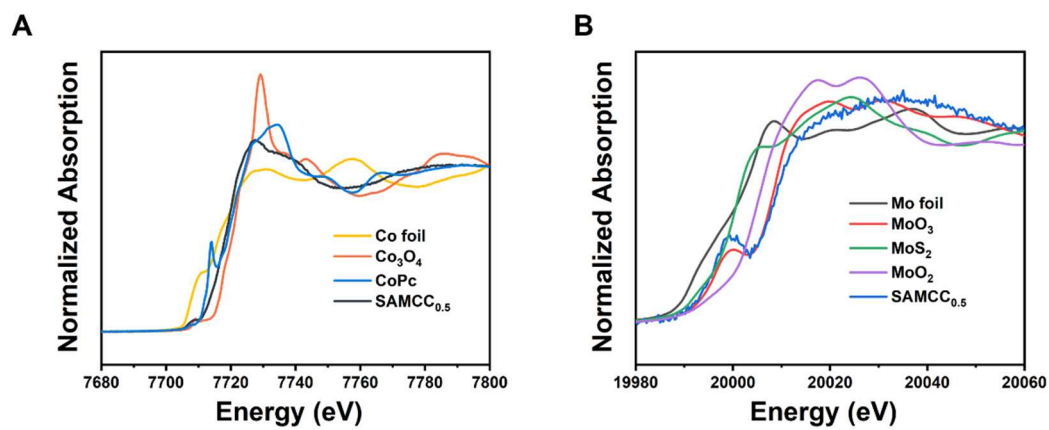 A
Normalized Absorption
Co foil
Co₃O₄
CoPc
SAMCC₀.₅
7680 7700 7720 7740 7760 7780 7800
Energy (eV)
B
Normalized Absorption
Mo foil
MoO₃
MoS₂
MoO₂
SAMCC₀.₅
19980 20000 20020 20040 20060
Energy (eV)